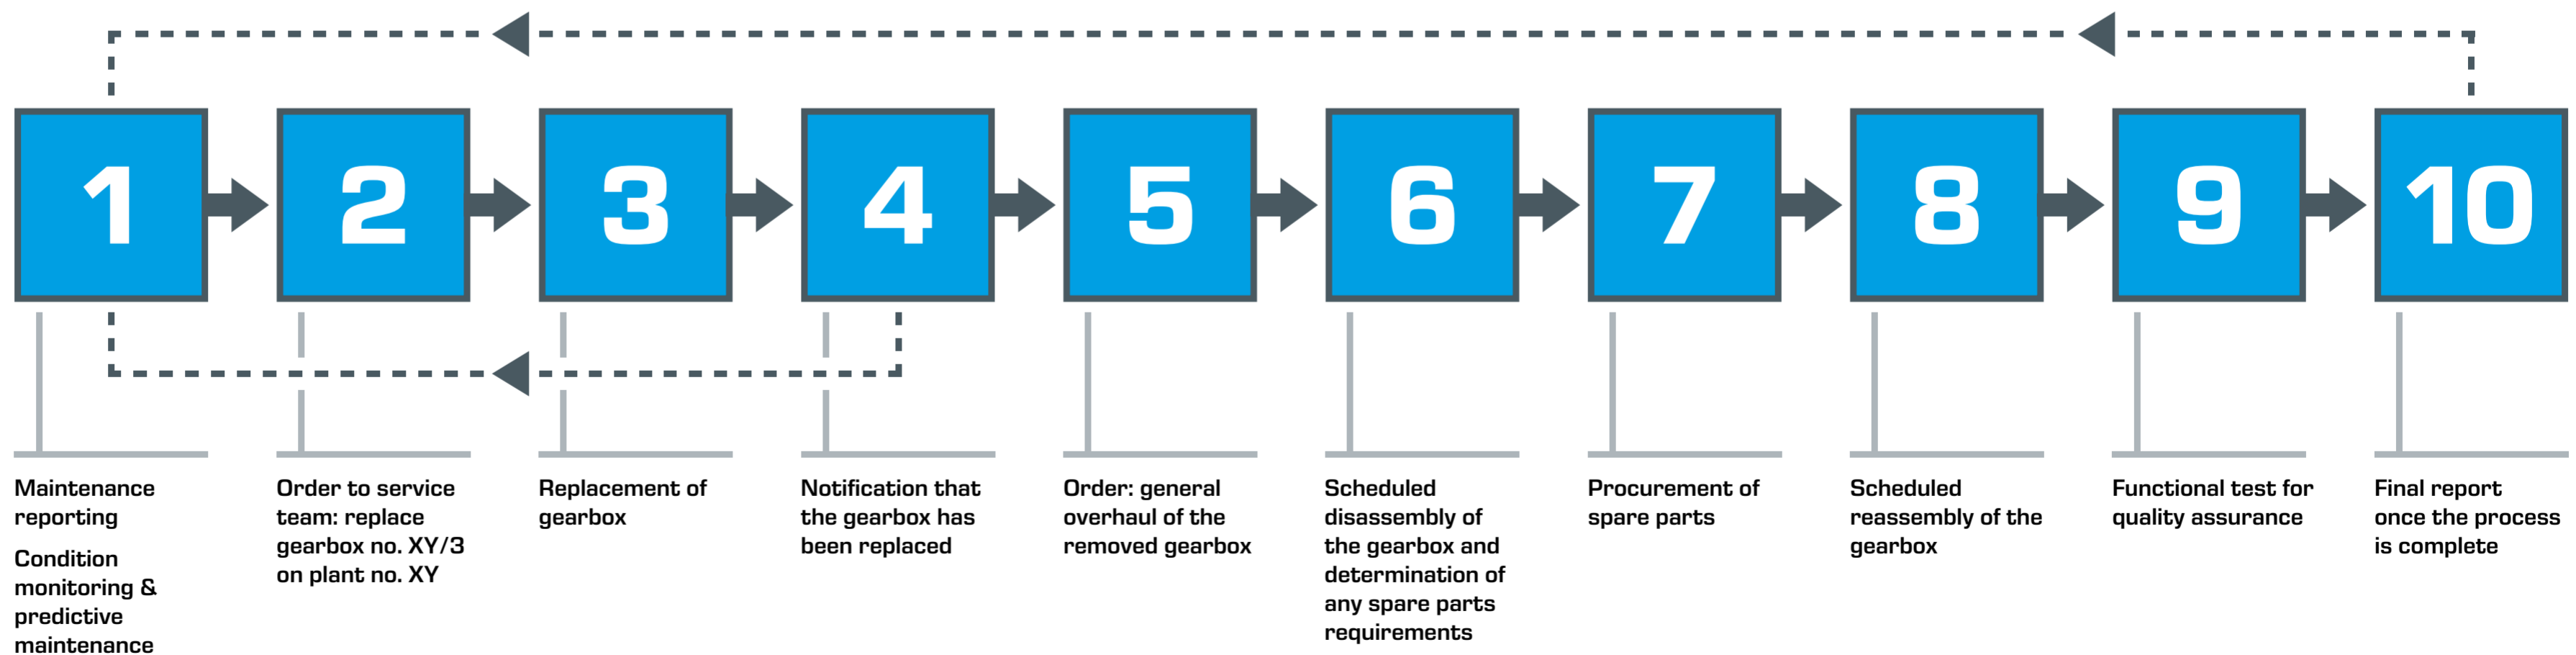 1
2
3
4
5
6
7
8
9
10
Maintenance
reporting
Condition
monitoring &
predictive
maintenance
Order to service
team: replace
gearbox no. XY/3
on plant no. XY
Replacement of
gearbox
Notification that
the gearbox has
been replaced
Order: general
overhaul of the
removed gearbox
Scheduled
disassembly of
the gearbox and
determination of
any spare parts
requirements
Procurement of
spare parts
Scheduled
reassembly of the
gearbox
Functional test for
quality assurance
Final report
once the process
is complete